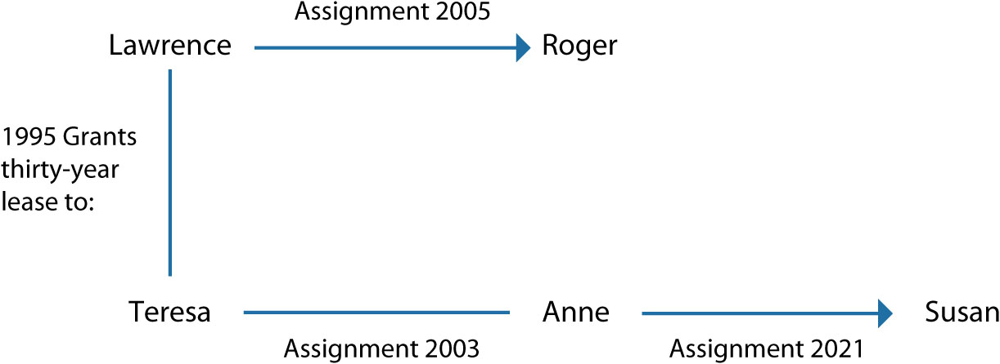 Assignment 2005
Lawrence
Roger
1995 Grants
thirty-year
lease to:
Teresa
Anne
Susan
Assignment 2003
Assignment 2021